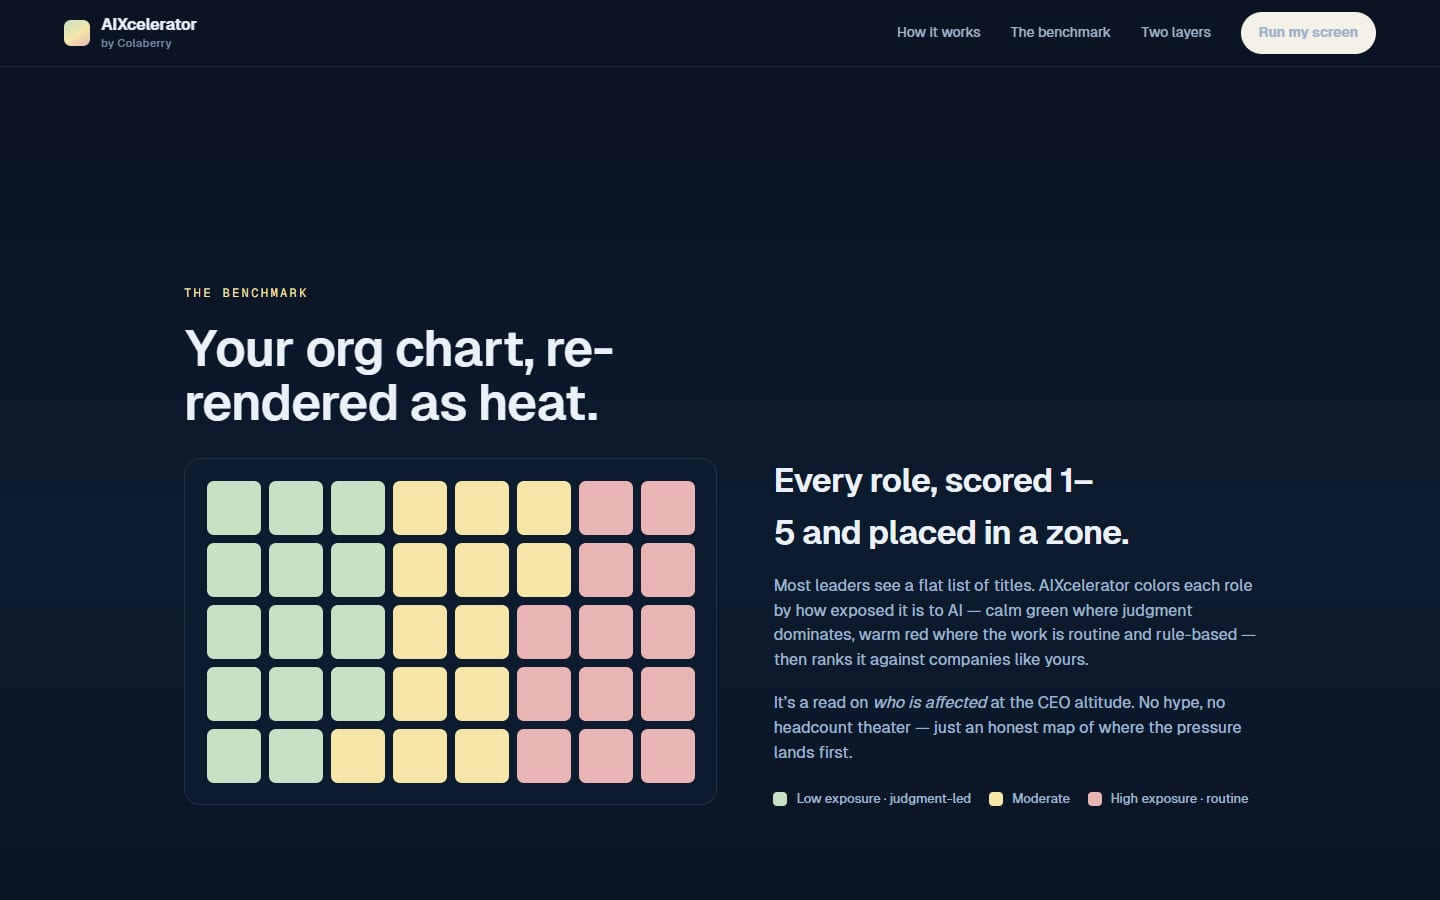 AIXcelerator
by Colaberry
How it works
The benchmark
Two layers
Run my screen
THE BENCHMARK
Your org chart, re-
rendered as heat.
Every role, scored 1–
5 and placed in a zone.
Most leaders see a flat list of titles. AIXcelerator colors each role
by how exposed it is to AI — calm green where judgment
dominates, warm red where the work is routine and rule-based —
then ranks it against companies like yours.
It’s a read on who is affected at the CEO altitude. No hype, no
headcount theater — just an honest map of where the pressure
lands first.
Low exposure · judgment-led
Moderate
High exposure · routine